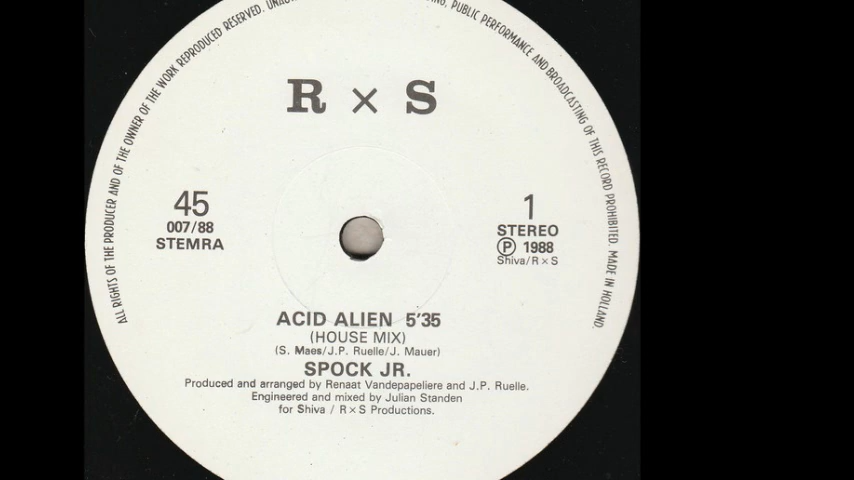 ALL RIGHTS OF THE PRODUCER AND OF THE OWNER OF THE WORK REPRODUCED RESERVED.
PUBLIC PERFORMANCE AND BROADCASTING OF THIS RECORD PROHIBITED. MADE IN HOLLAND.
R × S
45
007/88
STEMRA
1
STEREO
Ⓟ 1988
Shiva/R×S
ACID ALIEN 5'35
(HOUSE MIX)
(S. Maes/J.P. Ruelle/J. Mauer)
SPOCK JR.
Produced and arranged by Renaat Vandepapeliere and J.P. Ruelle.
Engineered and mixed by Julian Standen
for Shiva / R×S Productions.